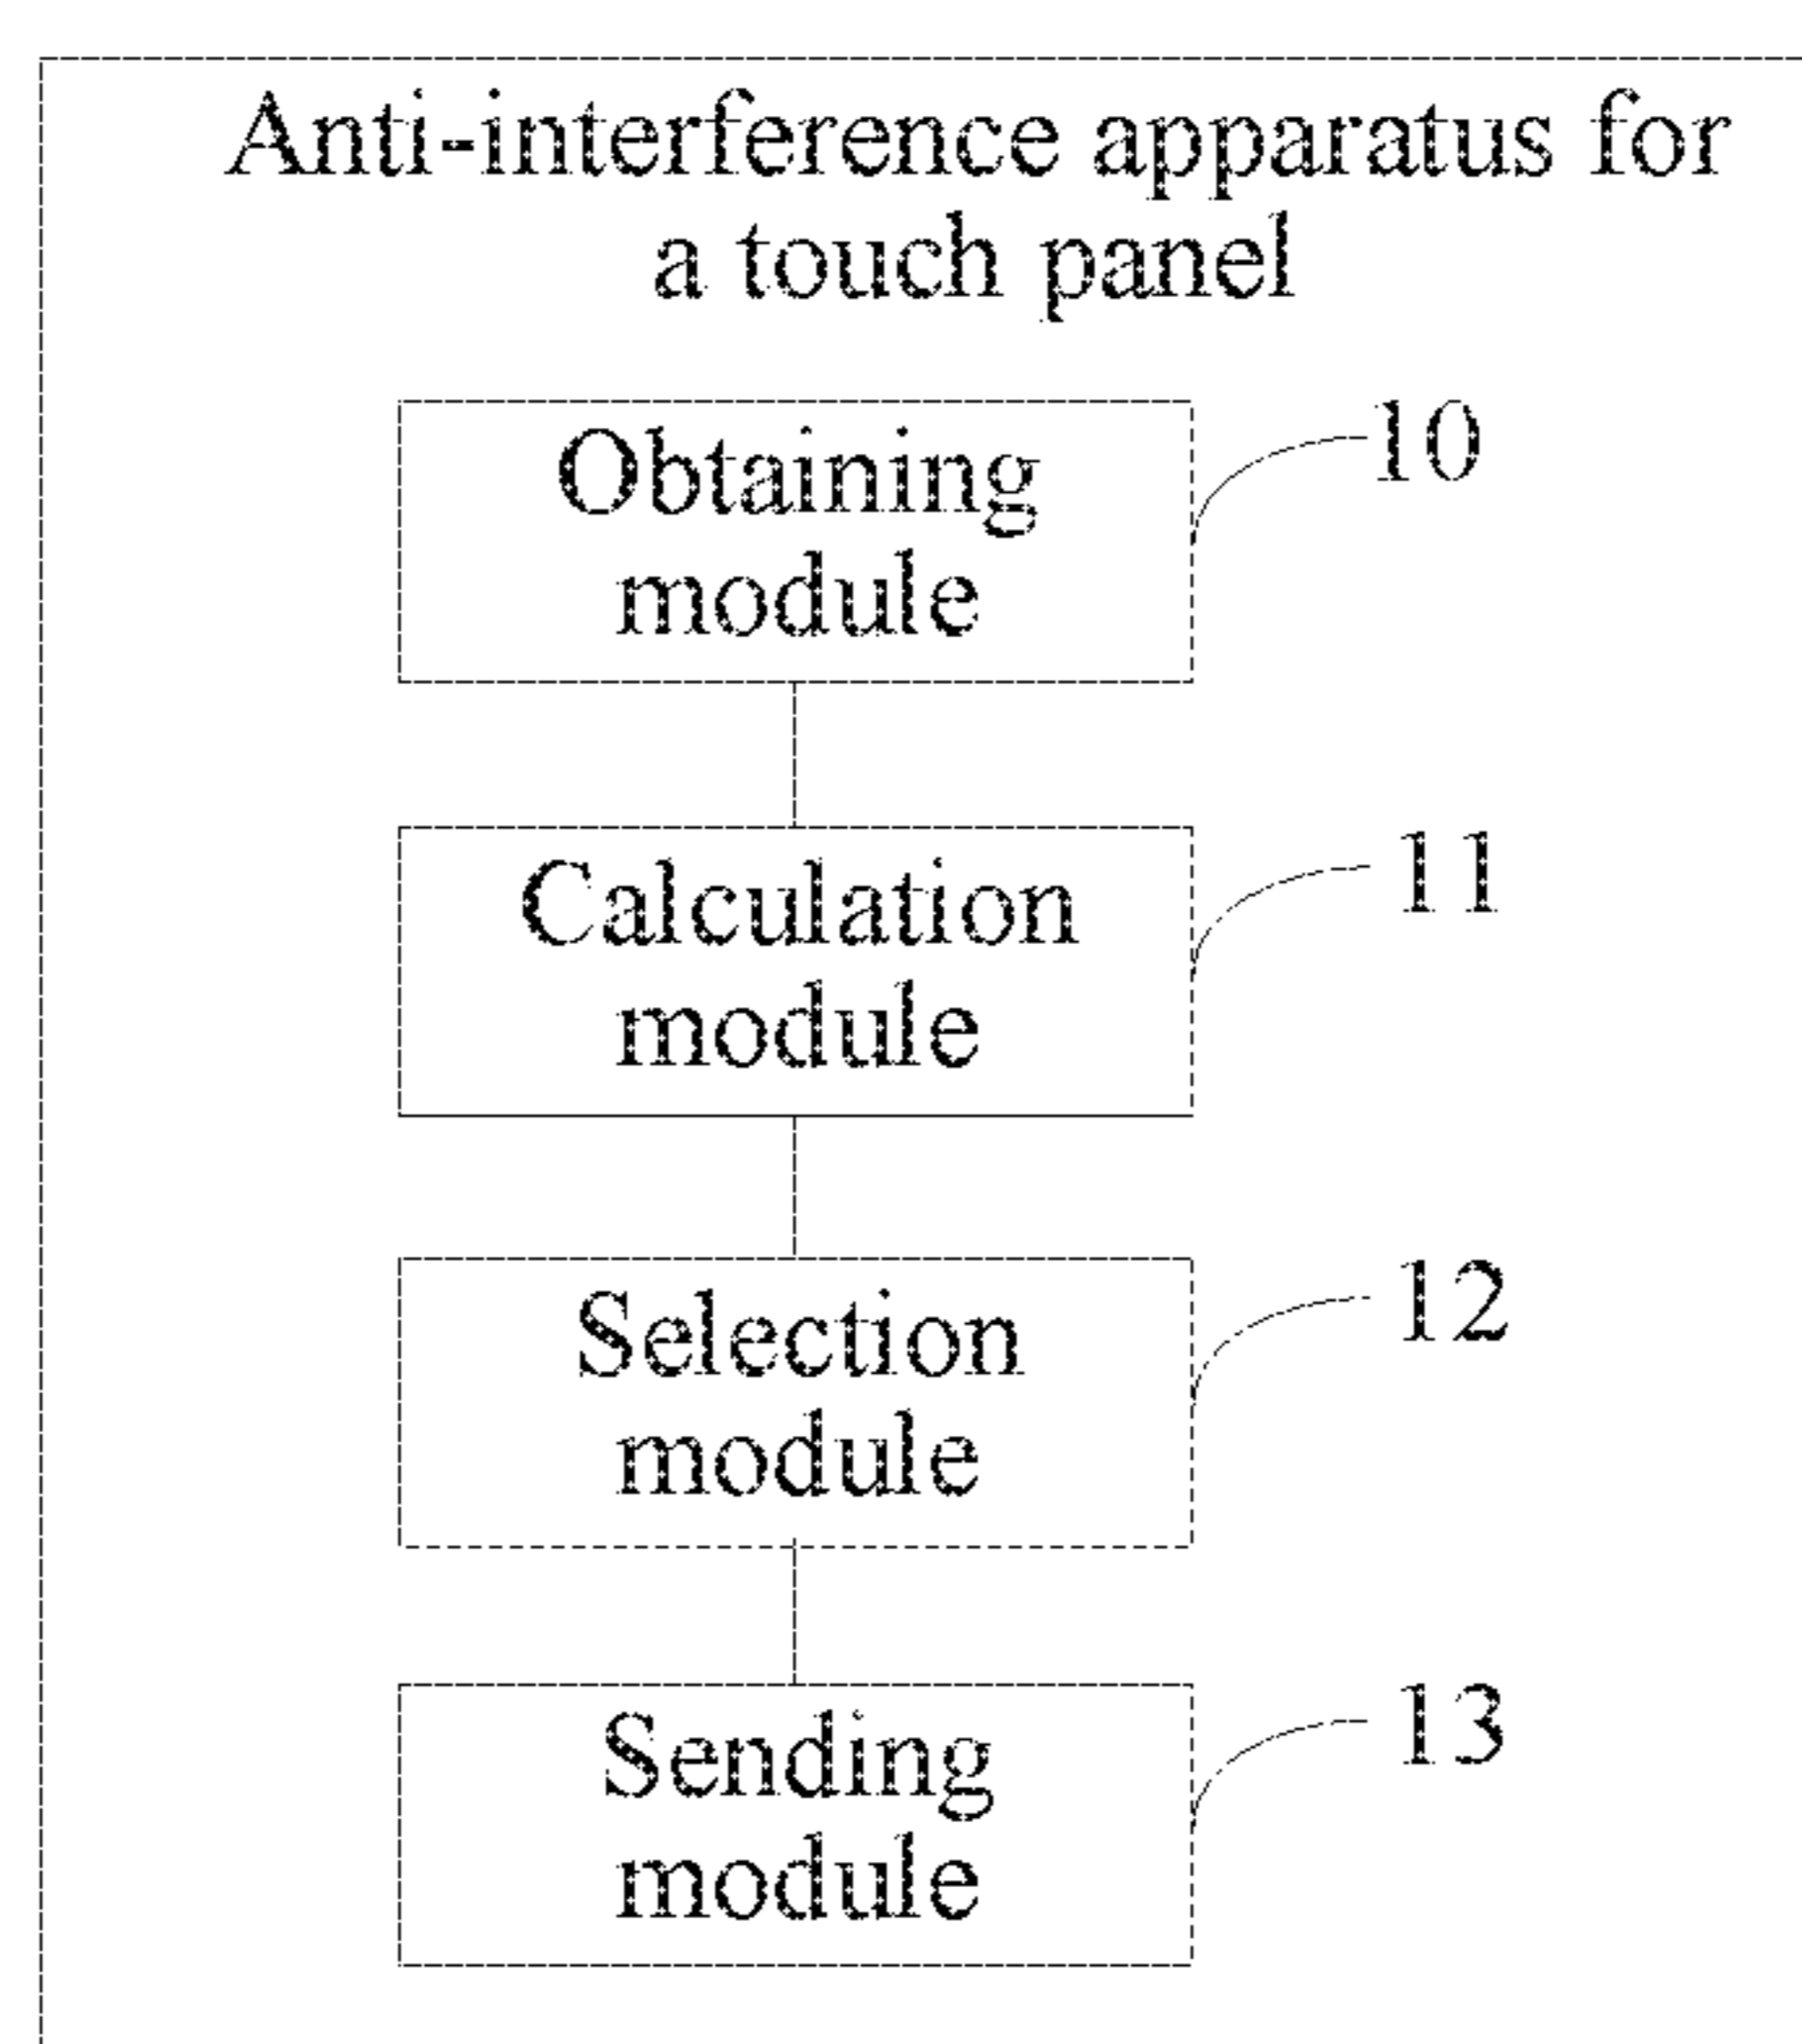 Anti-interference apparatus for
a touch panel
Obtaining
module
10
Calculation
module
11
Selection
module
12
Sending
module
13